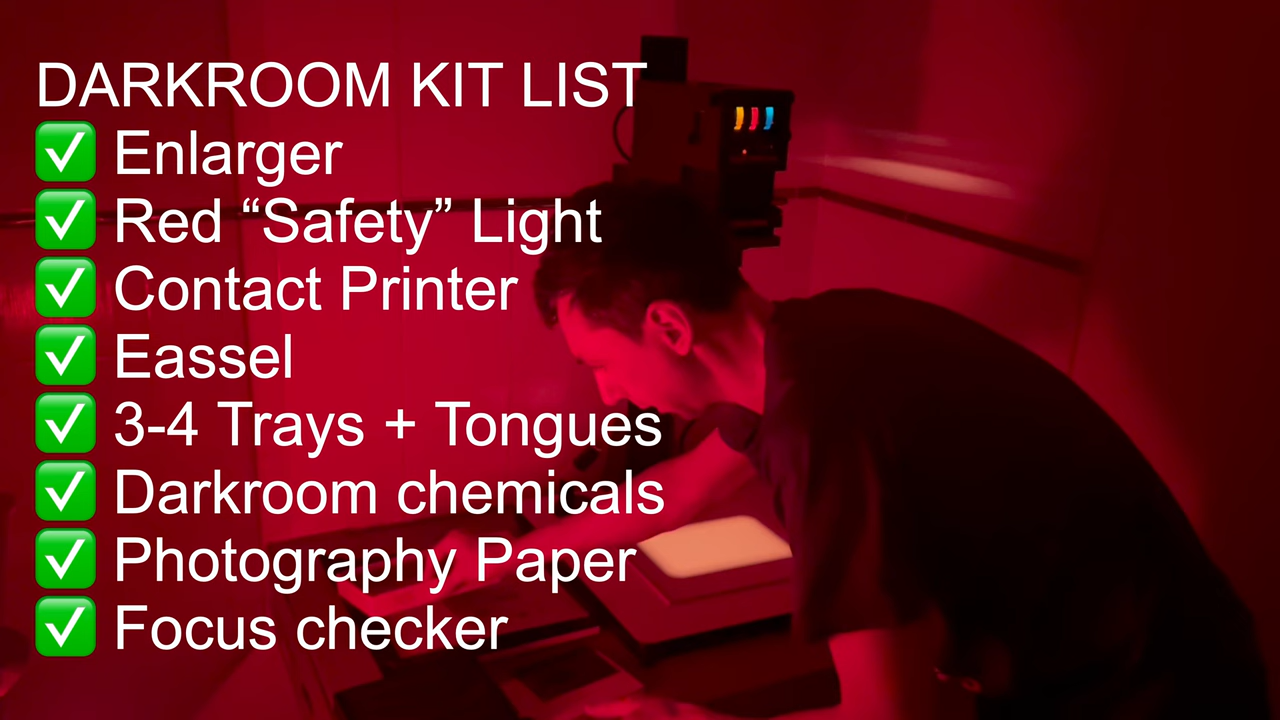 DARKROOM KIT LIST
✅ Enlarger
✅ Red “Safety” Light
✅ Contact Printer
✅ Eassel
✅ 3-4 Trays + Tongues
✅ Darkroom chemicals
✅ Photography Paper
✅ Focus checker